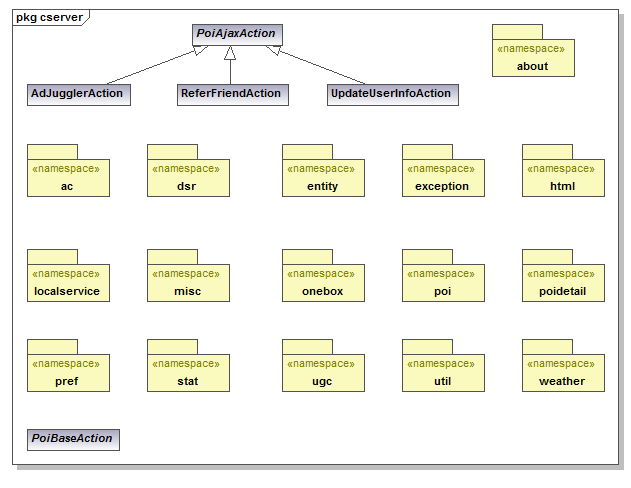 pkg cserver
PoiAjaxAction
«namespace»
about
AdJugglerAction
ReferFriendAction
UpdateUserInfoAction
«namespace»
ac
«namespace»
dsr
«namespace»
entity
«namespace»
exception
«namespace»
html
«namespace»
localservice
«namespace»
misc
«namespace»
onebox
«namespace»
poi
«namespace»
poidetail
«namespace»
pref
«namespace»
stat
«namespace»
ugc
«namespace»
util
«namespace»
weather
PoiBaseAction